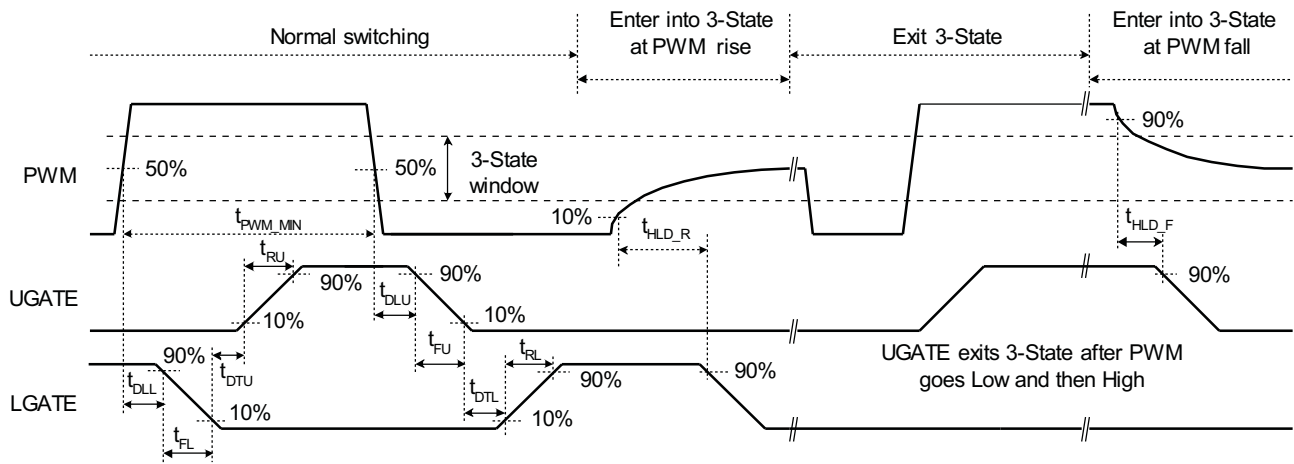 Normal switching
Enter into 3-State
at PWM rise
Exit 3-State
Enter into 3-State
at PWM fall
PWM
50%
50%
3-State
window
10%
90%
tPWM_MIN
tHLD_R
tHLD_F
UGATE
tRU
90%
10%
tDLU
90%
10%
90%
tFU
tRL
LGATE
90%
tDTU
tDLL
10%
tFL
tDTL
90%
10%
90%
UGATE exits 3-State after PWM
goes Low and then High